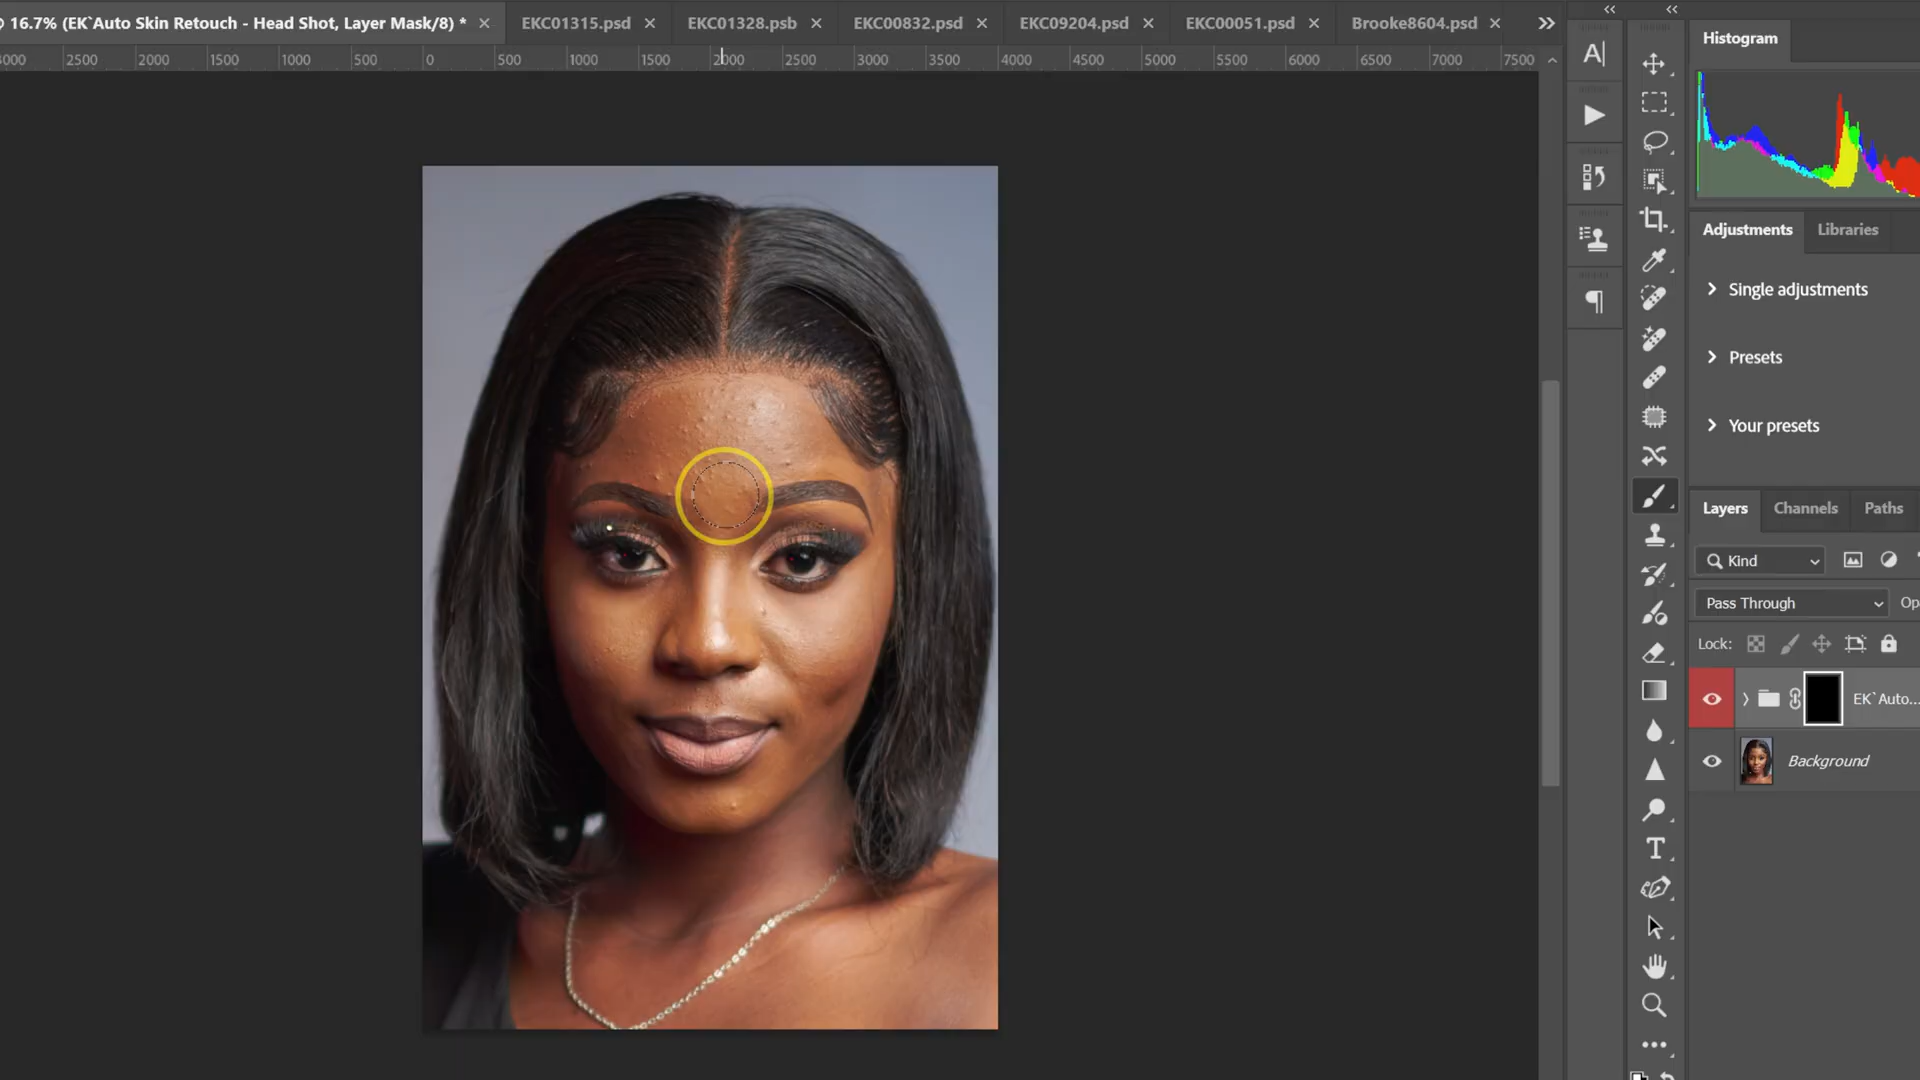 16.7% (EK`Auto Skin Retouch - Head Shot, Layer Mask/8) *
EKC01315.psd
EKC01328.psb
EKC00832.psd
EKC09204.psd
EKC00051.psd
Brooke8604.psd
2500 2000 1500 1000 500 0 500 1000 1500 2000 2500 3000 3500 4000 4500 5000 5500 6000 6500 7000 7500
Histogram
Adjustments
Libraries
Single adjustments
Presets
Your presets
Layers
Channels
Paths
Kind
Pass Through
Lock:
EK`Auto...
Background